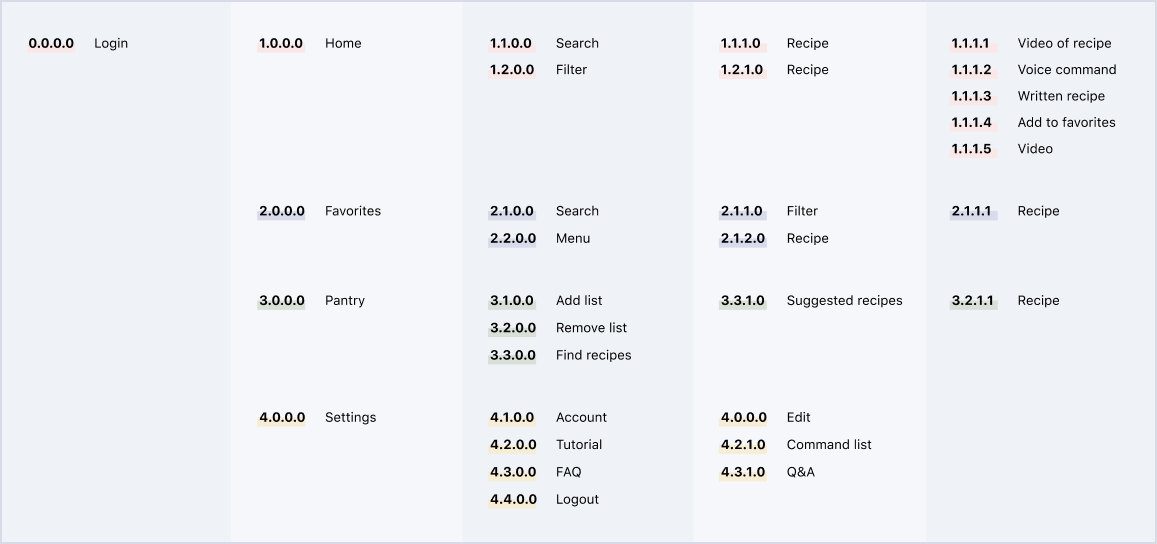 0.0.0.0 Login 1.0.0.0 Home 1.1.0.0 Search 1.1.1.0 Recipe 1.1.1.1 Video of recipe
1.2.0.0 Filter 1.2.1.0 Recipe 1.1.1.2 Voice command
1.1.1.3 Written recipe
1.1.1.4 Add to favorites
1.1.1.5 Video
2.0.0.0 Favorites 2.1.0.0 Search 2.1.1.0 Filter 2.1.1.1 Recipe
2.2.0.0 Menu 2.1.2.0 Recipe
3.0.0.0 Pantry 3.1.0.0 Add list 3.3.1.0 Suggested recipes 3.2.1.1 Recipe
3.2.0.0 Remove list
3.3.0.0 Find recipes
4.0.0.0 Settings 4.1.0.0 Account 4.0.0.0 Edit
4.2.0.0 Tutorial 4.2.1.0 Command list
4.3.0.0 FAQ 4.3.1.0 Q&A
4.4.0.0 Logout